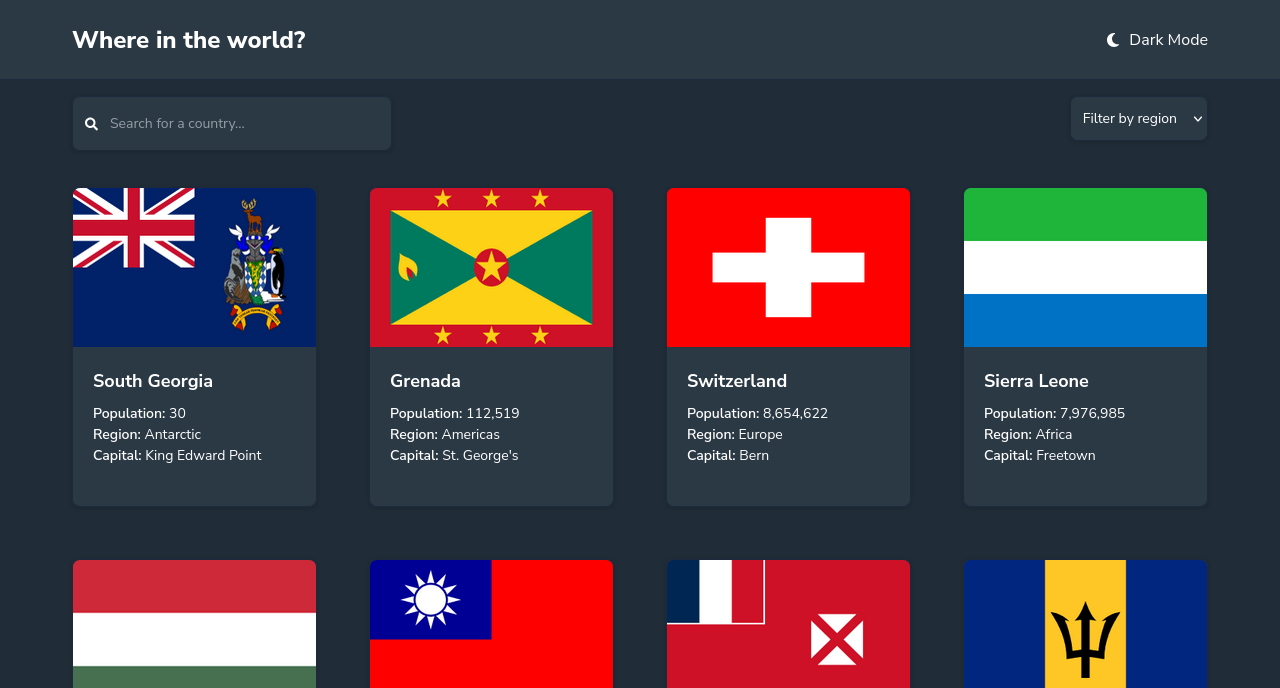 Where in the world?
Dark Mode
Search for a country...
Filter by region
South Georgia
Population: 30
Region: Antarctic
Capital: King Edward Point
Grenada
Population: 112,519
Region: Americas
Capital: St. George's
Switzerland
Population: 8,654,622
Region: Europe
Capital: Bern
Sierra Leone
Population: 7,976,985
Region: Africa
Capital: Freetown